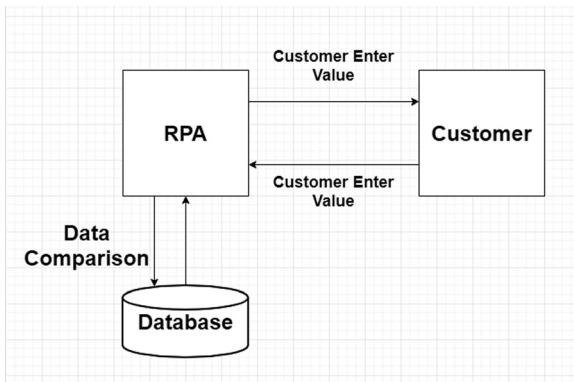 Customer Enter
Value
RPA
Customer
Customer Enter
Value
Data
Comparison
Database